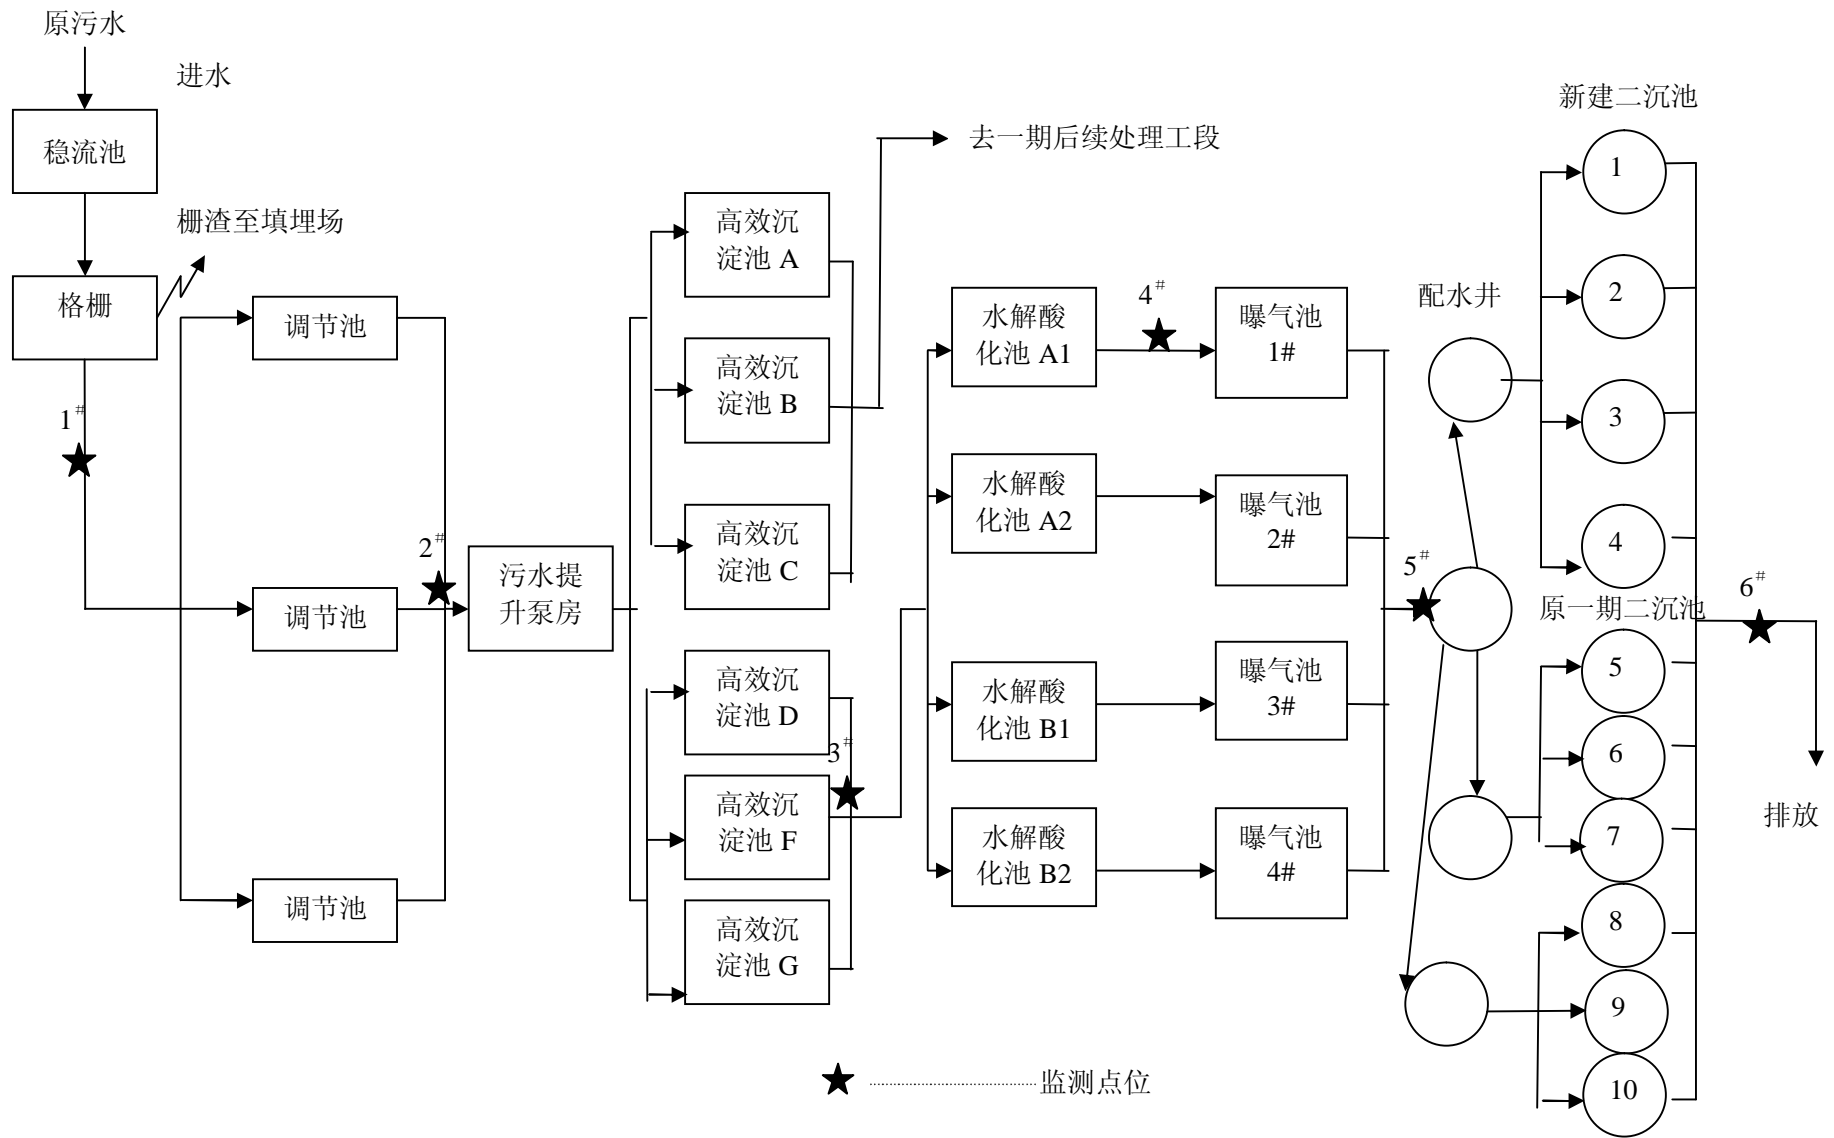 原污水
进水
稳流池
栅渣至填埋场
格栅
1#
调节池
调节池
调节池
2#
污水提
升泵房
去一期后续处理工段
高效沉
淀池 A
高效沉
淀池 B
高效沉
淀池 C
高效沉
淀池 D
3#
高效沉
淀池 F
高效沉
淀池 G
水解酸
化池 A1
水解酸
化池 A2
水解酸
化池 B1
水解酸
化池 B2
4#
曝气池
1#
曝气池
2#
曝气池
3#
曝气池
4#
5#
配水井
新建二沉池
1
2
3
4
原一期二沉池
5
6
7
8
9
10
6#
排放
监测点位